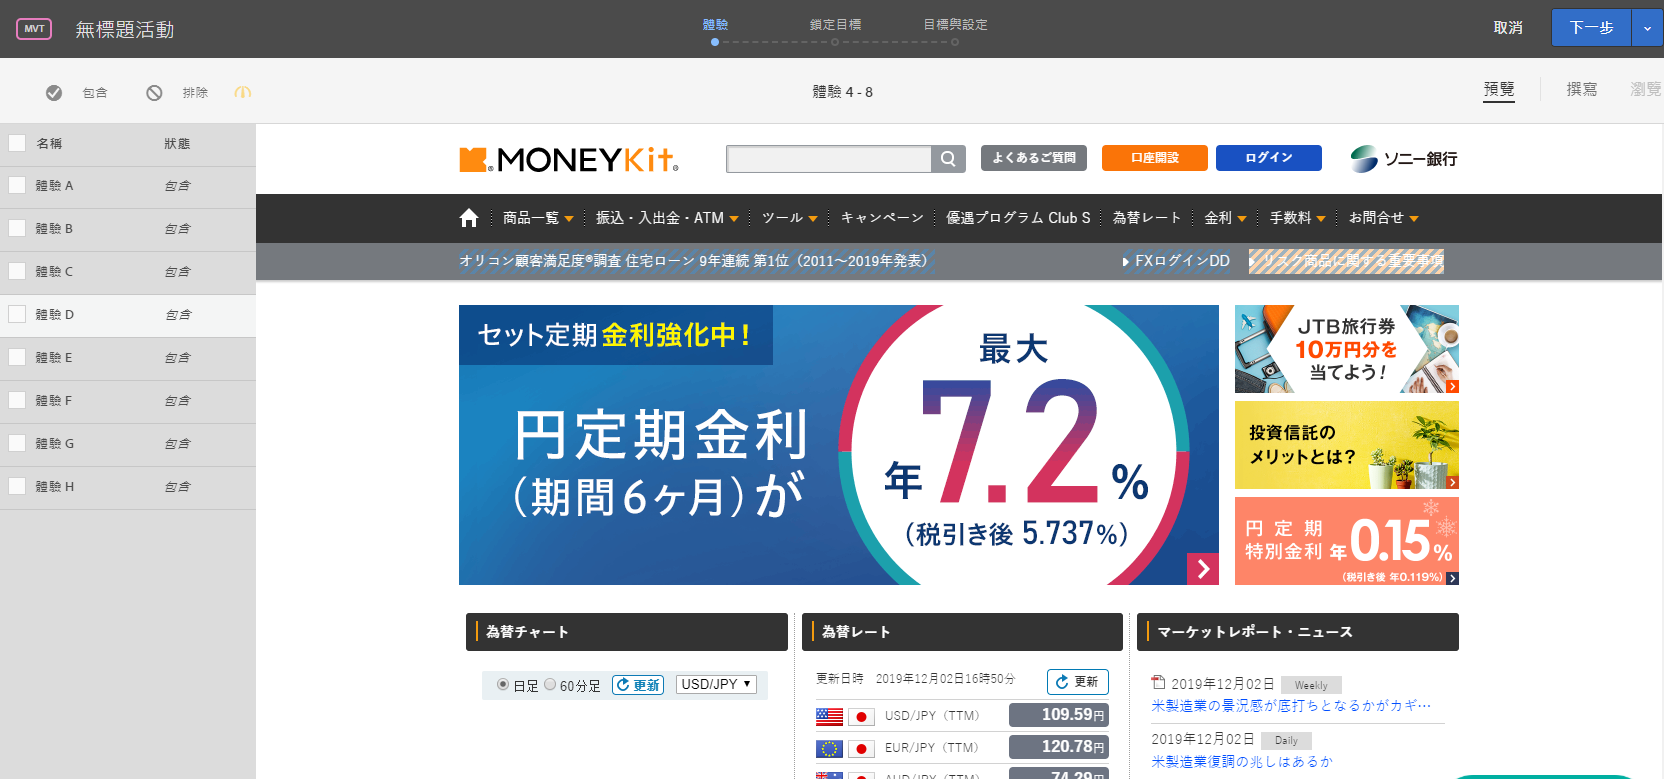 MVT 無標題活動
體驗 鎖定目標 目標與設定
取消 下一步
包含 排除
體驗 4 - 8
預覽 撰寫 瀏覽
名稱 狀態
體驗 A 包含
體驗 B 包含
體驗 C 包含
體驗 D 包含
體驗 E 包含
體驗 F 包含
體驗 G 包含
體驗 H 包含
MONEYKit よくあるご質問 口座開設 ログイン ソニー銀行
商品一覧 振込・入出金・ATM ツール キャンペーン 優遇プログラム Club S 為替レート 金利 手数料 お問合せ
オリコン顧客満足度®調査 住宅ローン 9年連続 第1位（2011～2019年発表） FXログインDD リスク商品に関する重要事項
セット定期 金利強化中！
円定期金利
（期間6ヶ月）が
最大
年7.2%
（税引き後 5.737%）
JTB旅行券
10万円分を
当てよう！
投資信託の
メリットとは？
円定期
特別金利 年0.15%
（税引き後 年0.119%）
為替チャート
日足 60分足 更新 USD/JPY
為替レート
更新日時 2019年12月02日16時50分 更新
USD/JPY（TTM） 109.59円
EUR/JPY（TTM） 120.78円
AUD/JPY（TTM） 74.29円
マーケットレポート・ニュース
2019年12月02日 Weekly
米製造業の景況感が底打ちとなるかがカギ…
2019年12月02日 Daily
米製造業復調の兆しはあるか